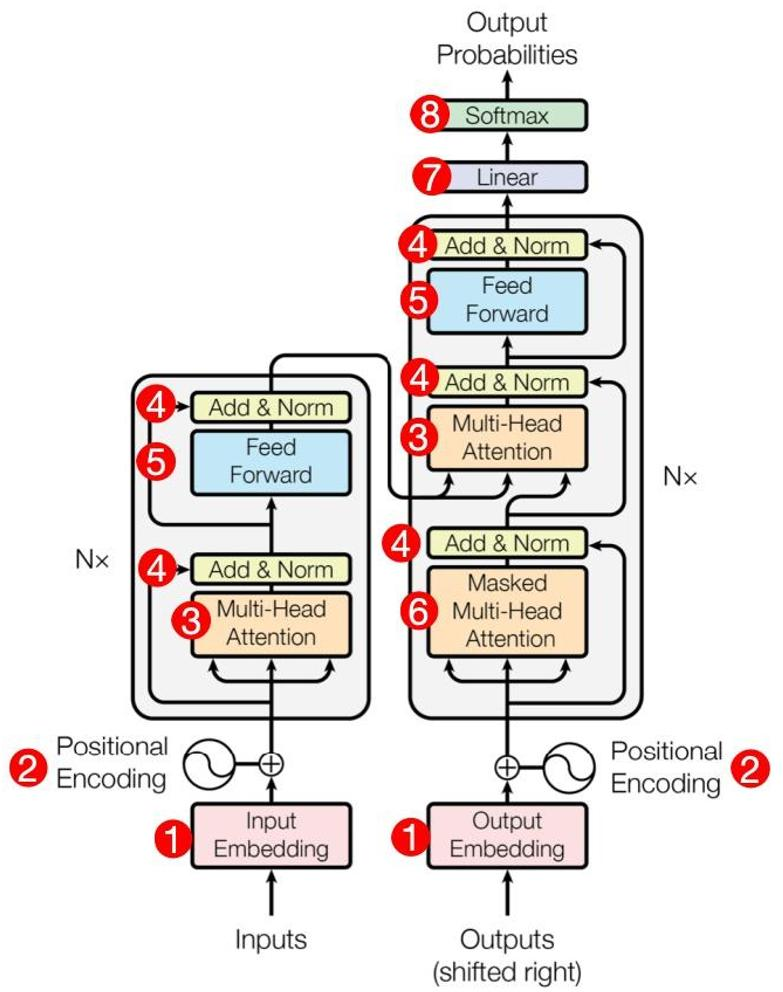 Output
Probabilities
8 Softmax
7 Linear
4 Add & Norm
5 Feed
Forward
4 Add & Norm
3 Multi-Head
Attention
4 Add & Norm
6 Masked
Multi-Head
Attention
Nx
4 Add & Norm
5 Feed
Forward
4 Add & Norm
3 Multi-Head
Attention
Nx
2 Positional
Encoding
Positional
Encoding 2
1 Input
Embedding
1 Output
Embedding
Inputs
Outputs
(shifted right)